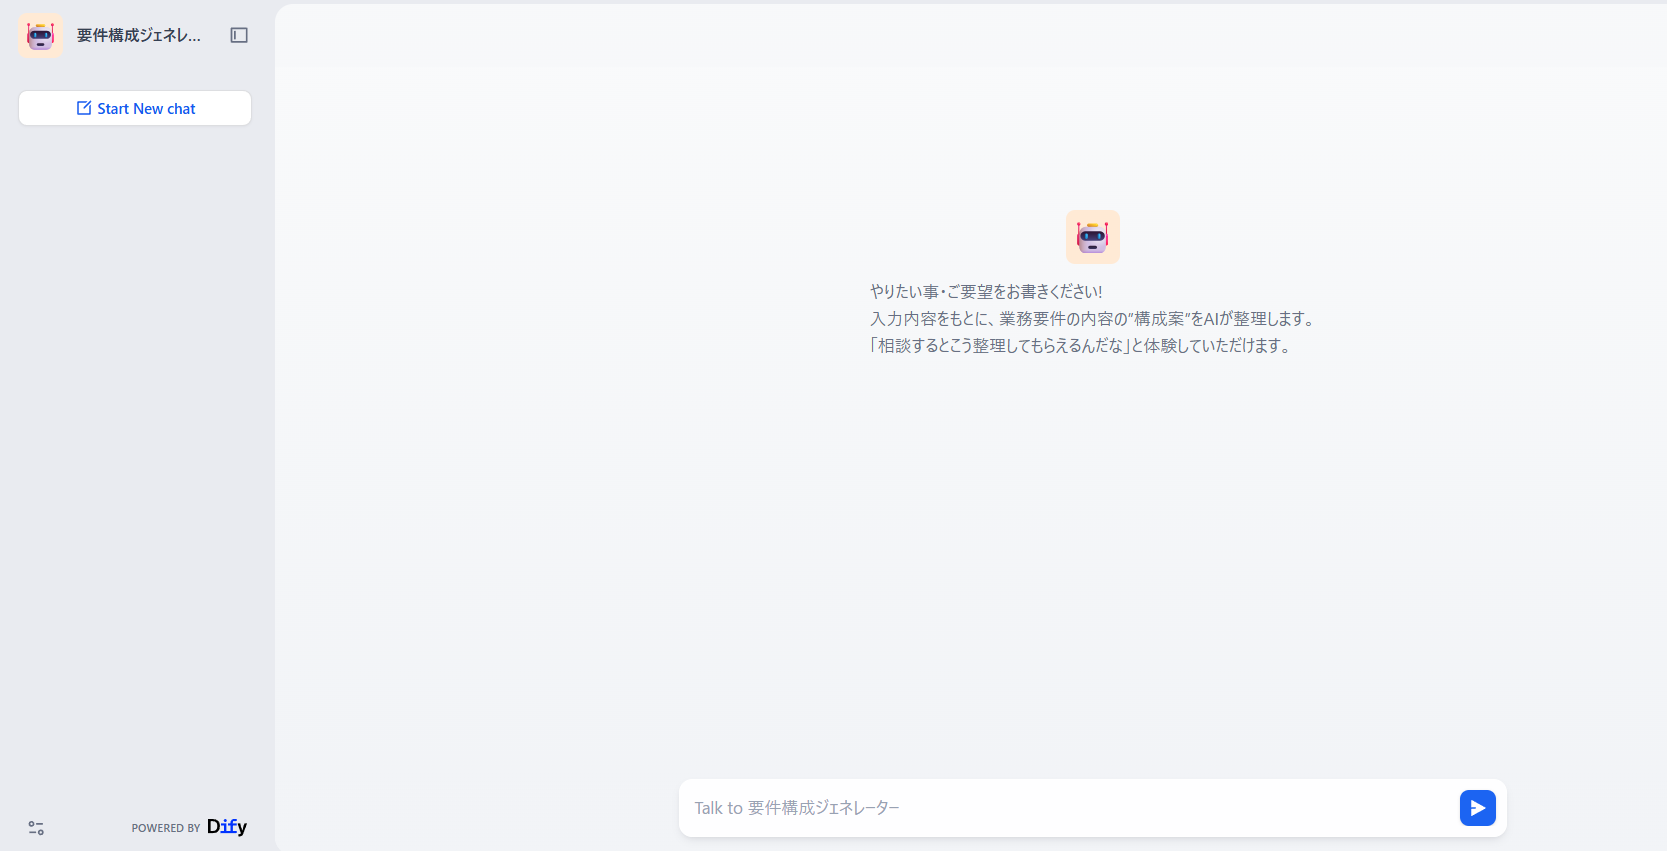 要件構成ジェネレ...
Start New chat
やりたい事・ご要望をお書きください!
入力内容をもとに、業務要件の内容の"構成案"をAIが整理します。
「相談するとこう整理してもらえるんだな」と体験していただけます。
Talk to 要件構成ジェネレーター
POWERED BY Dify